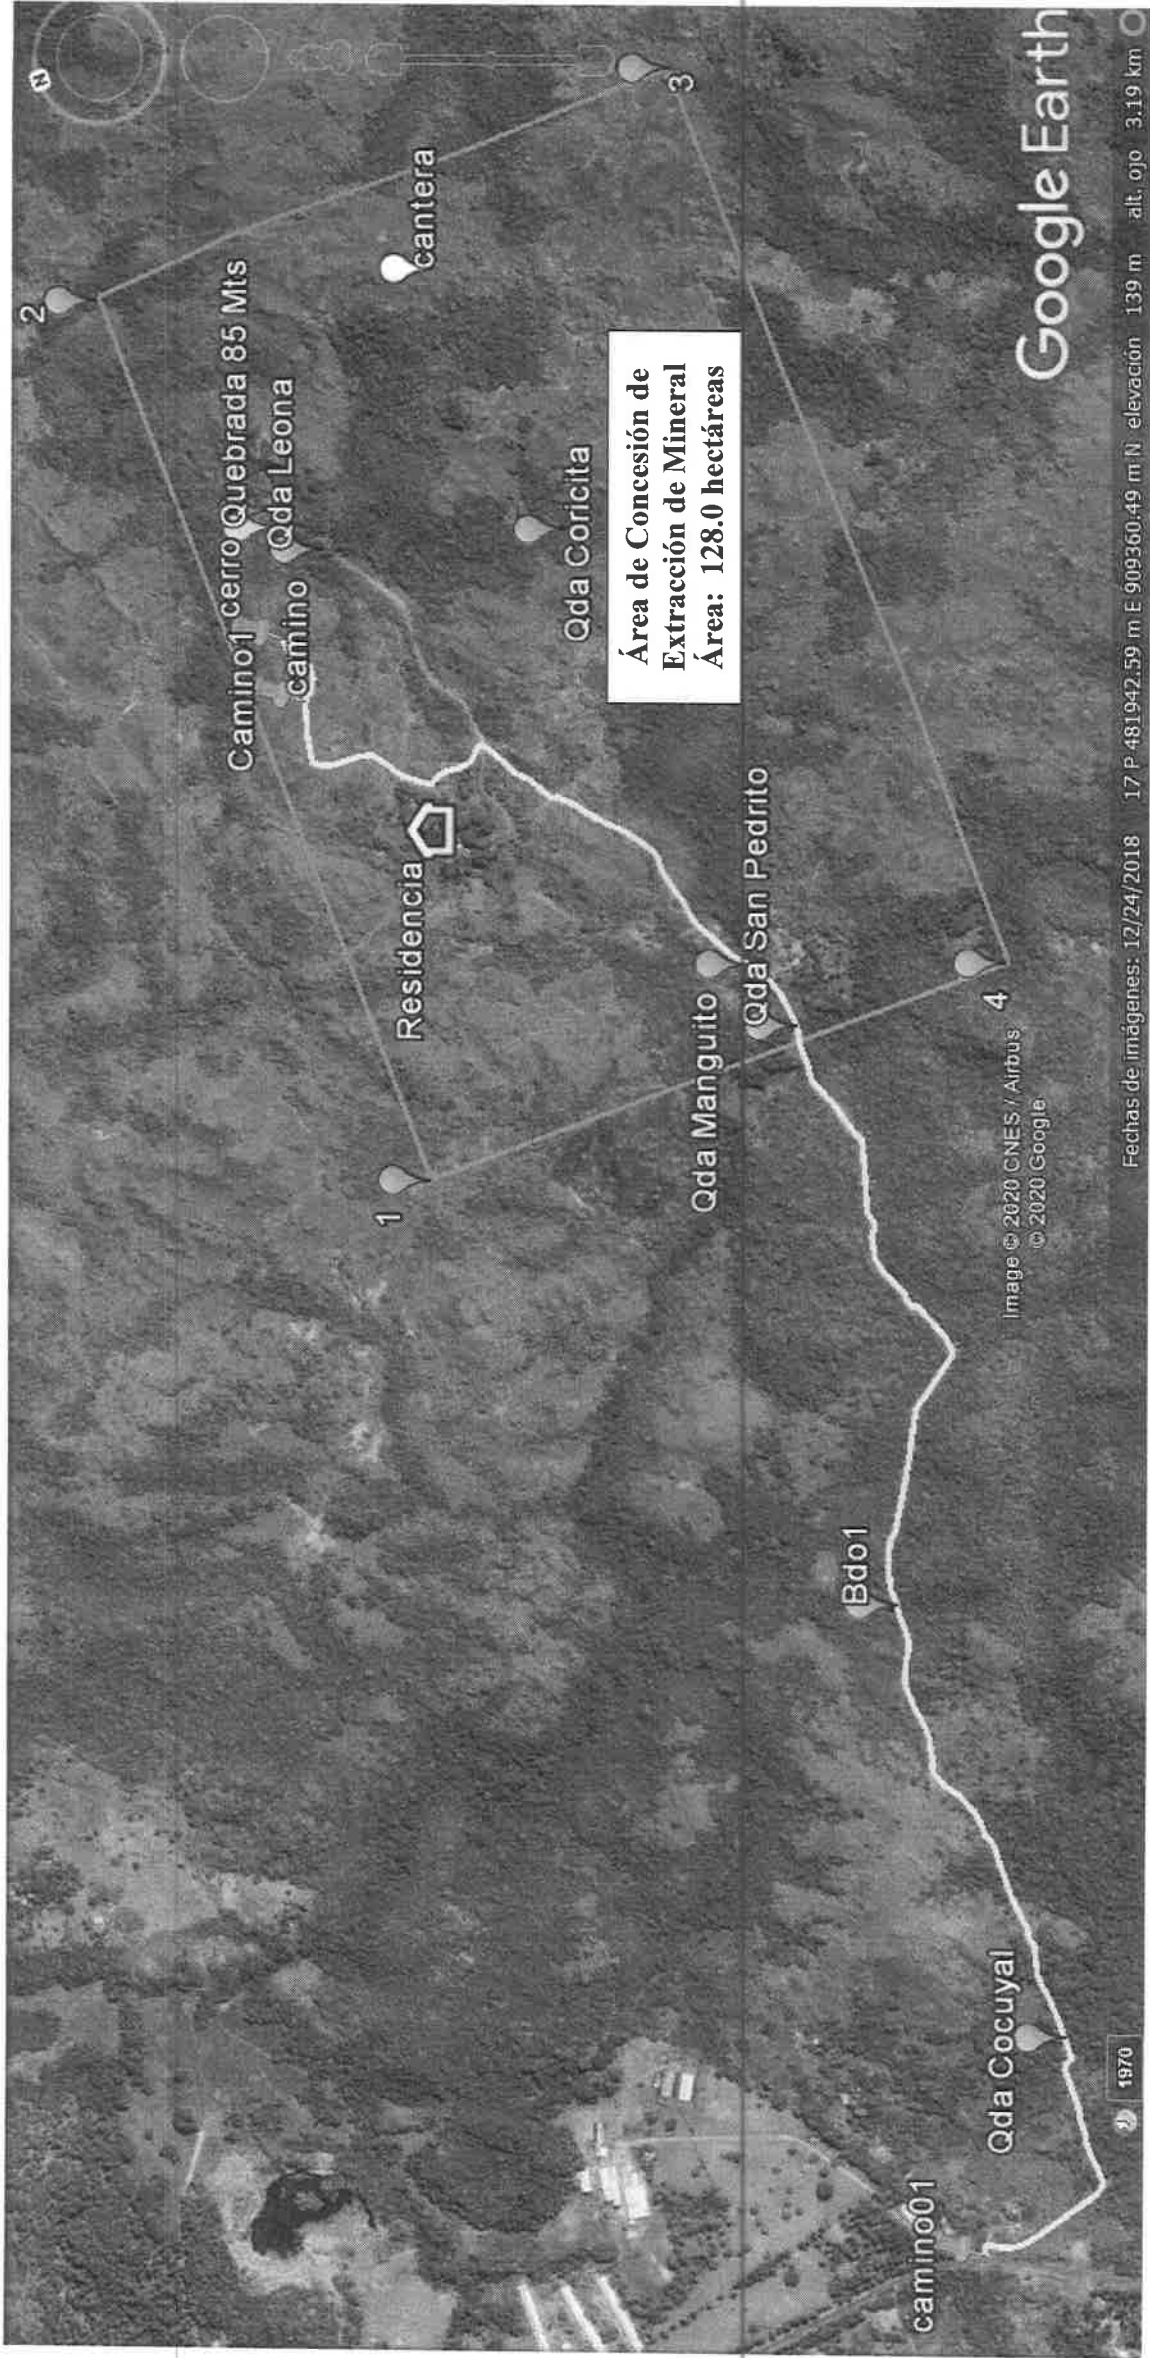 N
2
3
cantera
Camino1
cerro
Quebrada 85 Mts
Qda Leona
camino
Qda Coricita
Residencia
Área de Concesión de
Extracción de Mineral
Área: 128.0 hectáreas
1
Qda Manguito
Qda San Pedrito
4
Bdo1
Qda Cocuyal
camino01
Image © 2020 CNES / Airbus
© 2020 Google
Google Earth
1970
Fechas de imágenes: 12/24/2018 17 P 481942.59 m E 909360.49 m N elevación 139 m alt. ojo 3.19 km